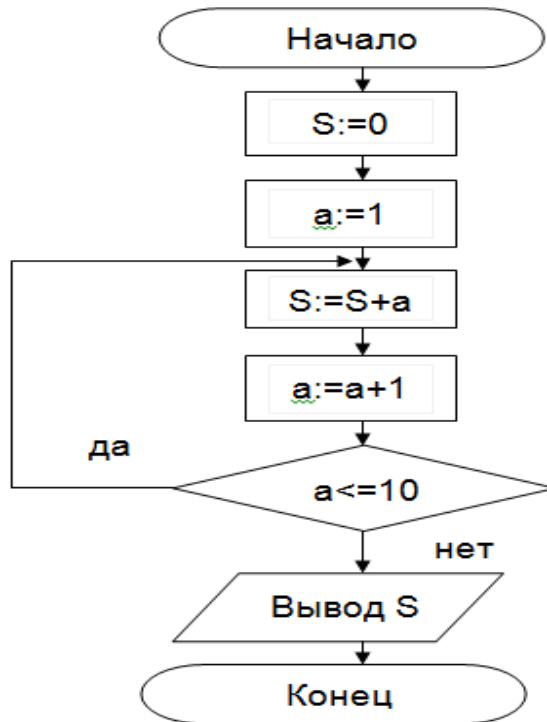 Начало
S:=0
a:=1
S:=S+a
a:=a+1
да
a<=10
нет
Вывод S
Конец